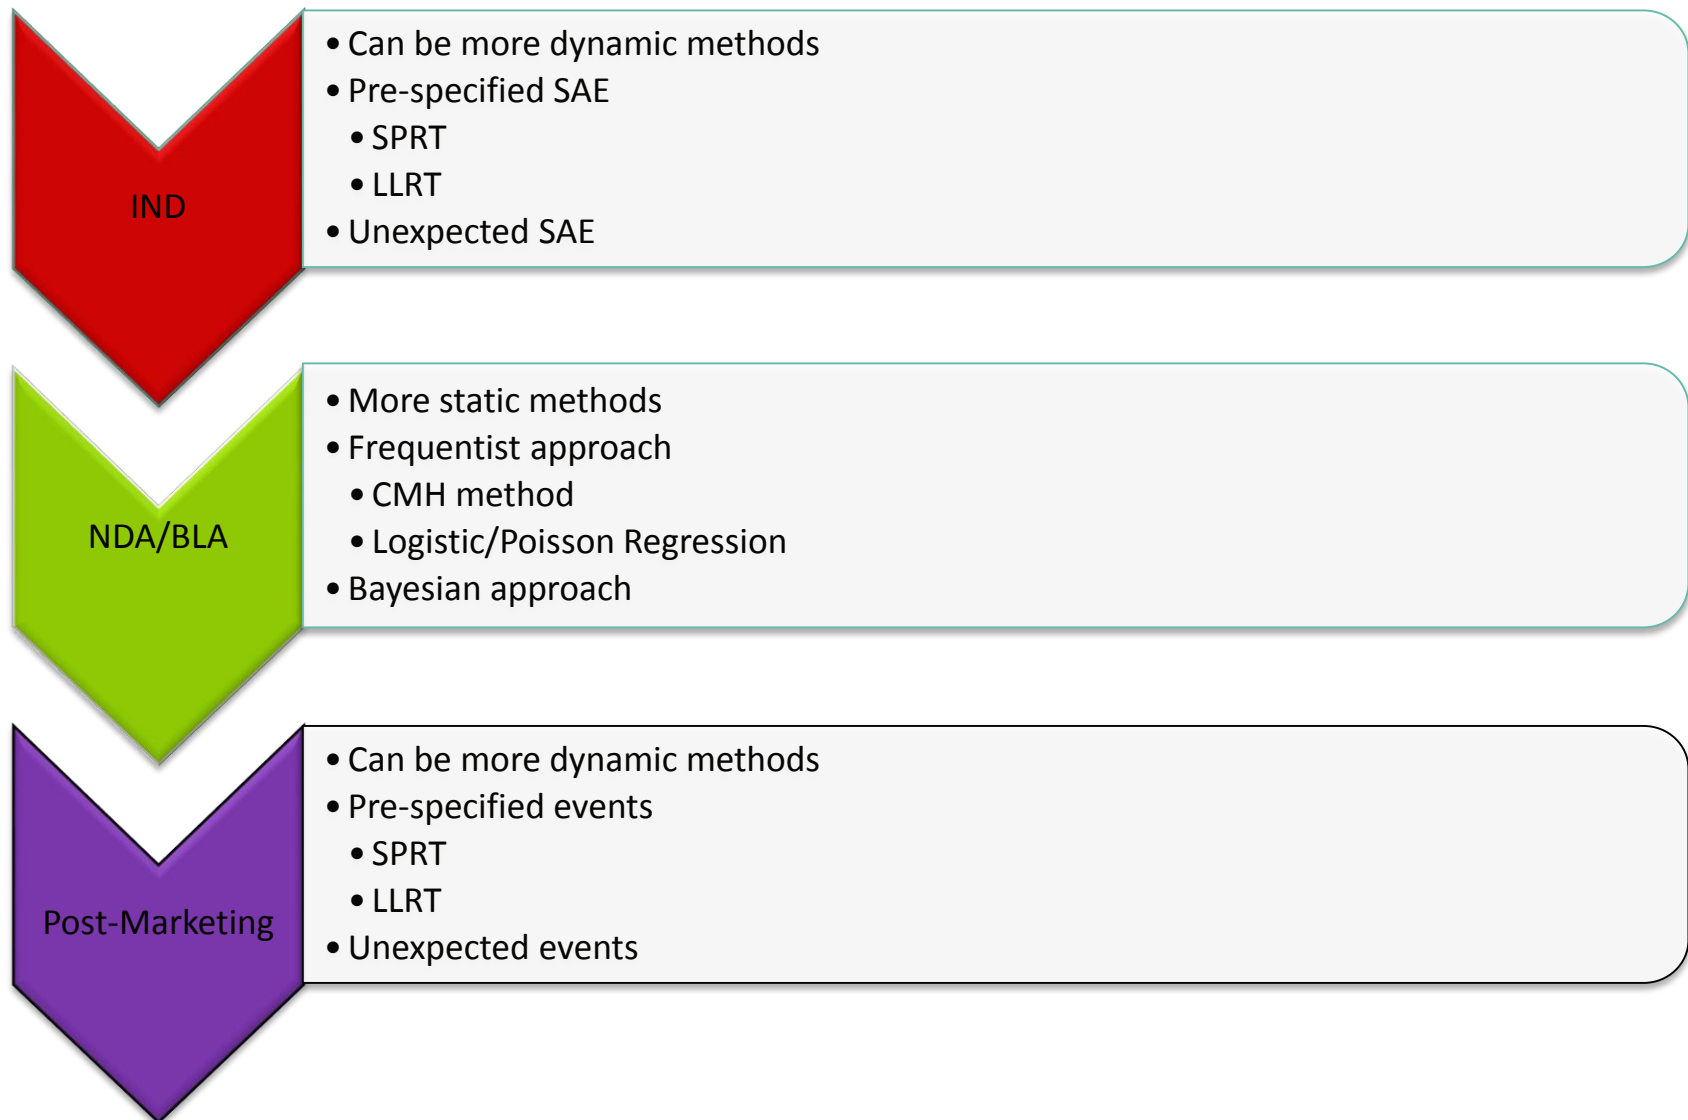 IND
• Can be more dynamic methods
• Pre-specified SAE
• SPRT
• LLRT
• Unexpected SAE
NDA/BLA
• More static methods
• Frequentist approach
• CMH method
• Logistic/Poisson Regression
• Bayesian approach
Post-Marketing
• Can be more dynamic methods
• Pre-specified events
• SPRT
• LLRT
• Unexpected events